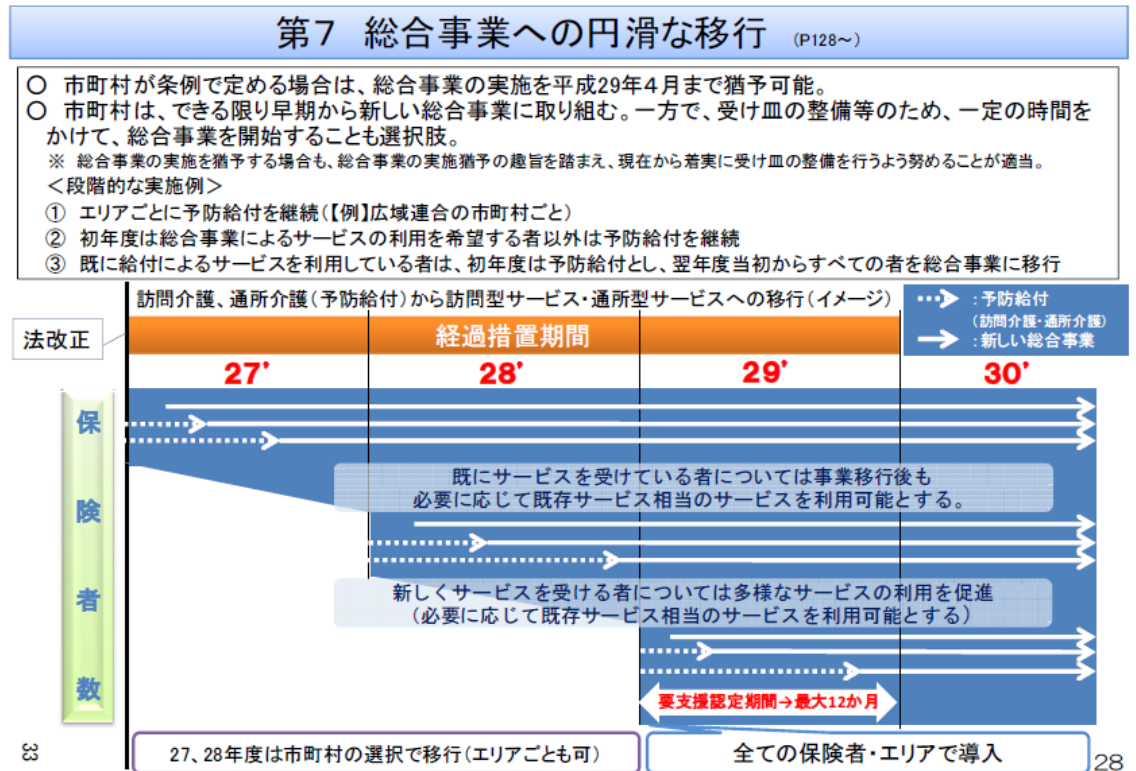 第7 総合事業への円滑な移行 (P128～)
○ 市町村が条例で定める場合は、総合事業の実施を平成29年4月まで猶予可能。
○ 市町村は、できる限り早期から新しい総合事業に取り組む。一方で、受け皿の整備等のため、一定の時間を
かけて、総合事業を開始することも選択肢。
※ 総合事業の実施を猶予する場合も、総合事業の実施猶予の趣旨を踏まえ、現在から着実に受け皿の整備を行うよう努めることが適当。
＜段階的な実施例＞
① エリアごとに予防給付を継続(【例】広域連合の市町村ごと)
② 初年度は総合事業によるサービスの利用を希望する者以外は予防給付を継続
③ 既に給付によるサービスを利用している者は、初年度は予防給付とし、翌年度当初からすべての者を総合事業に移行
訪問介護、通所介護(予防給付)から訪問型サービス・通所型サービスへの移行(イメージ)
:予防給付
(訪問介護・通所介護)
:新しい総合事業
法改正
経過措置期間
27’ 28’ 29’ 30’
保険者数
既にサービスを受けている者については事業移行後も
必要に応じて既存サービス相当のサービスを利用可能とする。
新しくサービスを受ける者については多様なサービスの利用を促進
(必要に応じて既存サービス相当のサービスを利用可能とする)
要支援認定期間→最大12か月
27、28年度は市町村の選択で移行(エリアごとも可)
全ての保険者・エリアで導入
33
28